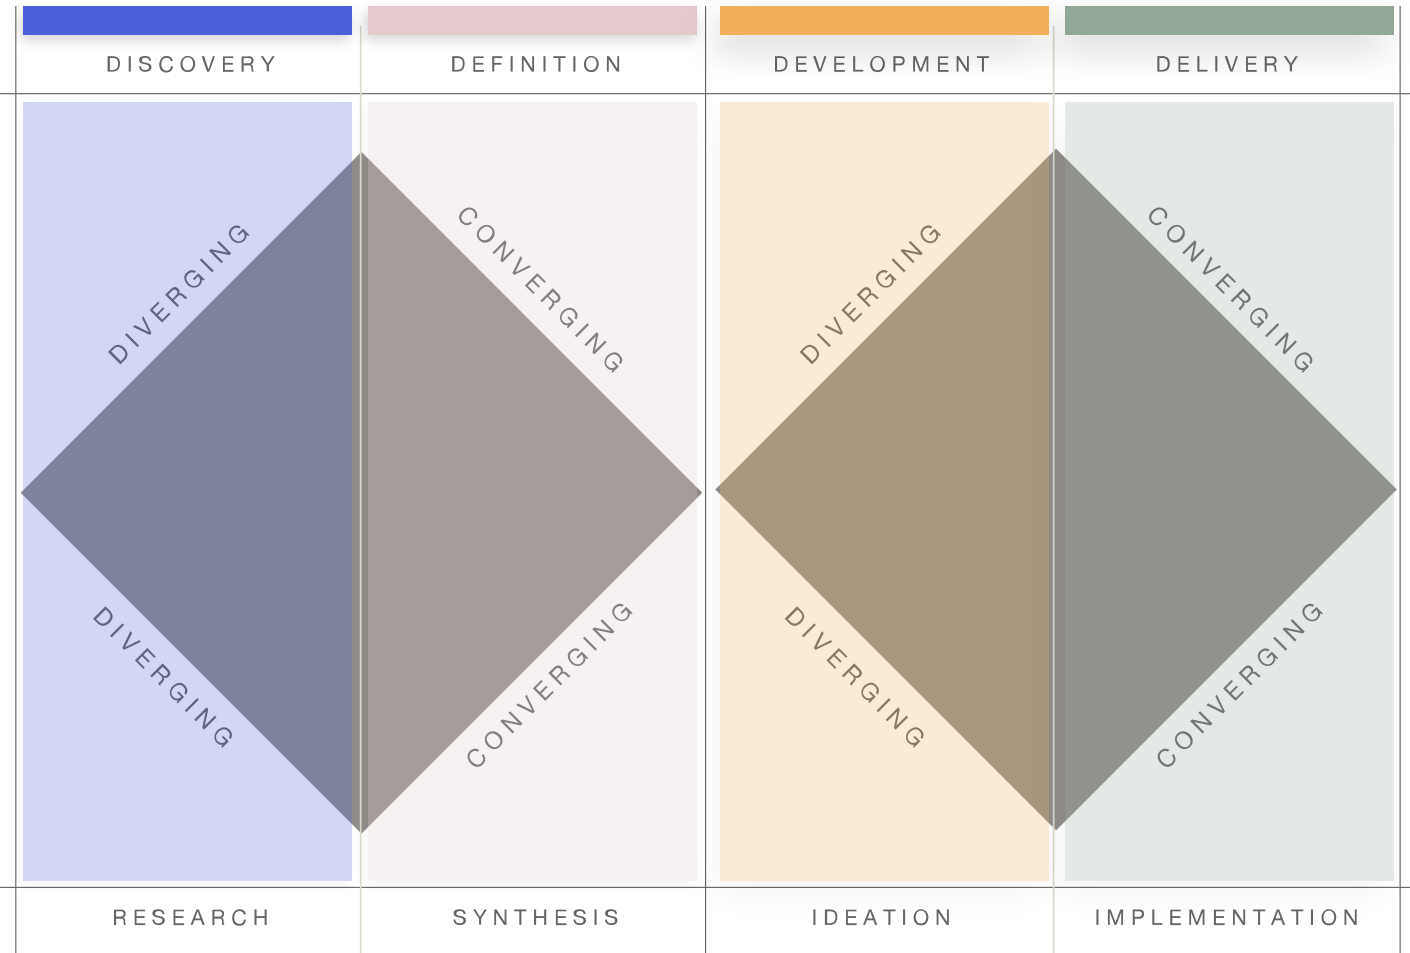 DISCOVERY
DEFINITION
DEVELOPMENT
DELIVERY
DIVERGING
CONVERGING
DIVERGING
CONVERGING
DIVERGING
CONVERGING
DIVERGING
CONVERGING
RESEARCH
SYNTHESIS
IDEATION
IMPLEMENTATION